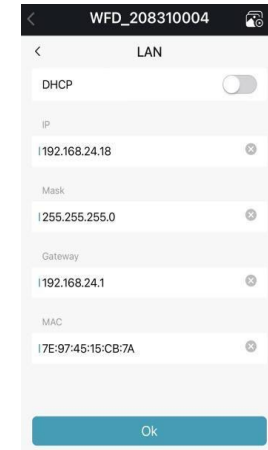 WFD_208310004
LAN
DHCP
IP
192.168.24.18
Mask
255.255.255.0
Gateway
192.168.24.1
MAC
7E:97:45:15:CB:7A
Ok